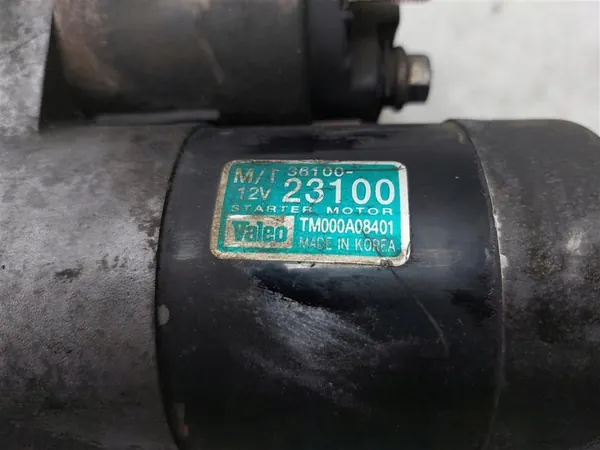 M/T 36100-
12V 23100
STARTER MOTOR
Valeo TM000A08401
MADE IN KOREA